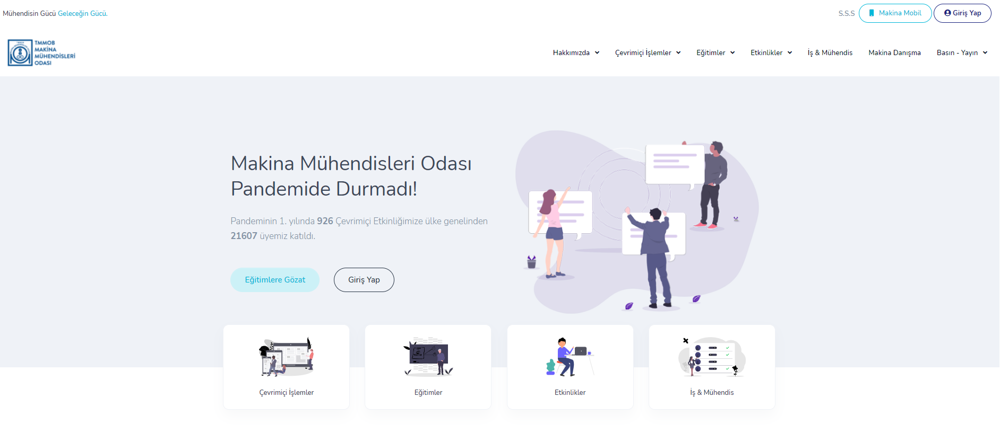 Mühendisin Gücü Geleceğin Gücü.
S.S.S
Makina Mobil
Giriş Yap
TMMOB
MAKİNA
MÜHENDİSLERİ
ODASI
Hakkımızda
Çevrimiçi İşlemler
Eğitimler
Etkinlikler
İş & Mühendis
Makina Danışma
Basın - Yayın
Makina Mühendisleri Odası
Pandemide Durmadı!
Pandeminin 1. yılında 926 Çevrimiçi Etkinliğimize ülke genelinden
21607 üyemiz katıldı.
Eğitimlere Gözat
Giriş Yap
Çevrimiçi İşlemler
Eğitimler
Etkinlikler
İş & Mühendis